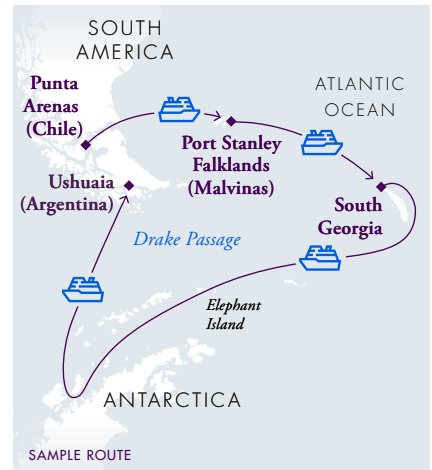 SOUTH
AMERICA
Punta
Arenas
(Chile)
ATLANTIC
OCEAN
Port Stanley
Falklands
(Malvinas)
Ushuaia
(Argentina)
South
Georgia
Drake Passage
Elephant
Island
ANTARCTICA
SAMPLE ROUTE